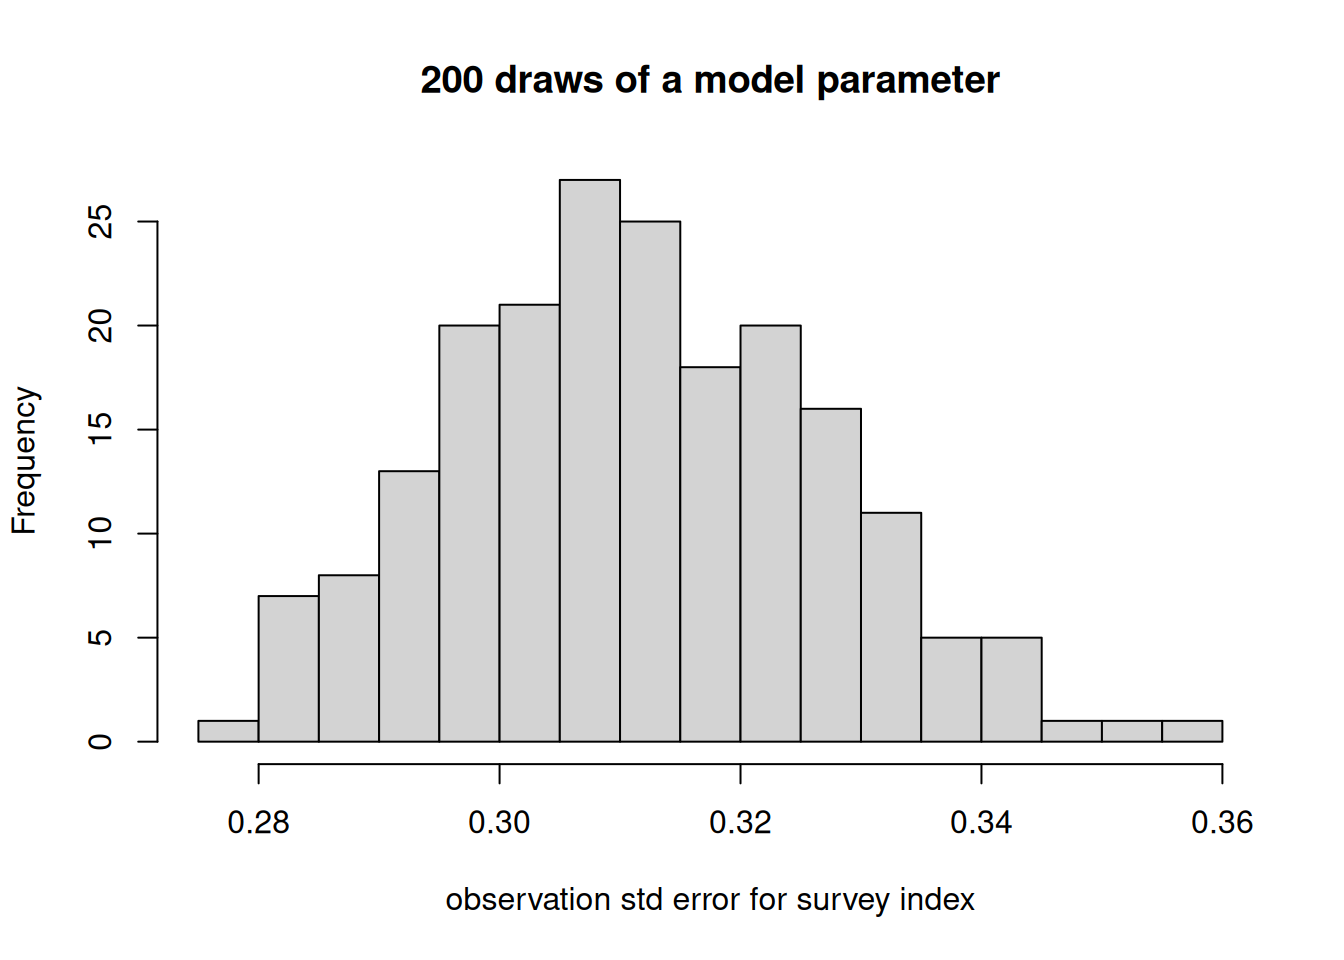 200 draws of a model parameter
Frequency
25
20
15
10
5
0
0.28 0.30 0.32 0.34 0.36
observation std error for survey index